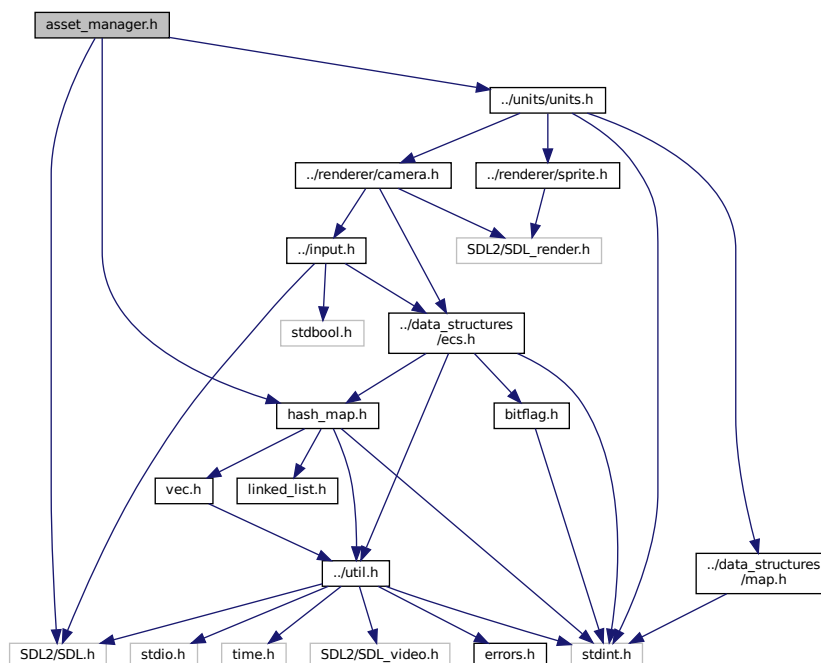 asset_manager.h
../units/units.h
../renderer/camera.h
../renderer/sprite.h
../input.h
SDL2/SDL_render.h
stdbool.h
../data_structures
/ecs.h
hash_map.h
bitflag.h
vec.h
linked_list.h
../util.h
../data_structures
/map.h
SDL2/SDL.h
stdio.h
time.h
SDL2/SDL_video.h
errors.h
stdint.h